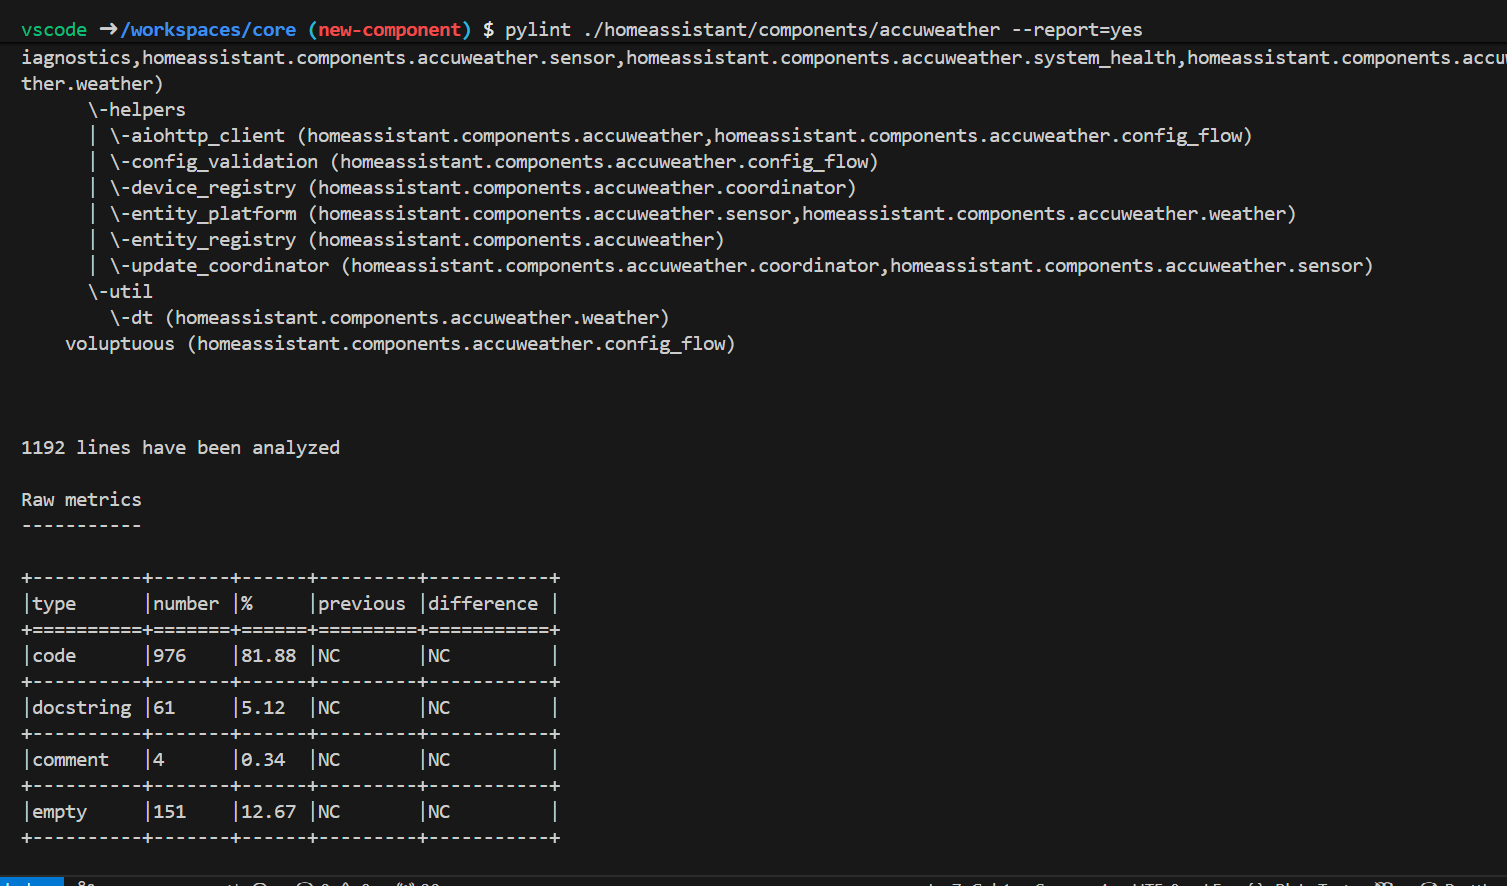 vscode ➜/workspaces/core (new-component) $ pylint ./homeassistant/components/accuweather --report=yes
iagnostics,homeassistant.components.accuweather.sensor,homeassistant.components.accuweather.system_health,homeassistant.components.accu
ther.weather)
\-helpers
| \-aiohttp_client (homeassistant.components.accuweather,homeassistant.components.accuweather.config_flow)
| \-config_validation (homeassistant.components.accuweather.config_flow)
| \-device_registry (homeassistant.components.accuweather.coordinator)
| \-entity_platform (homeassistant.components.accuweather.sensor,homeassistant.components.accuweather.weather)
| \-entity_registry (homeassistant.components.accuweather)
| \-update_coordinator (homeassistant.components.accuweather.coordinator,homeassistant.components.accuweather.sensor)
\-util
\-dt (homeassistant.components.accuweather.weather)
voluptuous (homeassistant.components.accuweather.config_flow)
1192 lines have been analyzed
Raw metrics
-----------
+----------+-------+------+---------+-----------+
|type      |number |%     |previous |difference |
+==========+=======+======+=========+===========+
|code      |976    |81.88 |NC       |NC         |
+----------+-------+------+---------+-----------+
|docstring |61     |5.12  |NC       |NC         |
+----------+-------+------+---------+-----------+
|comment   |4      |0.34  |NC       |NC         |
+----------+-------+------+---------+-----------+
|empty     |151    |12.67 |NC       |NC         |
+----------+-------+------+---------+-----------+